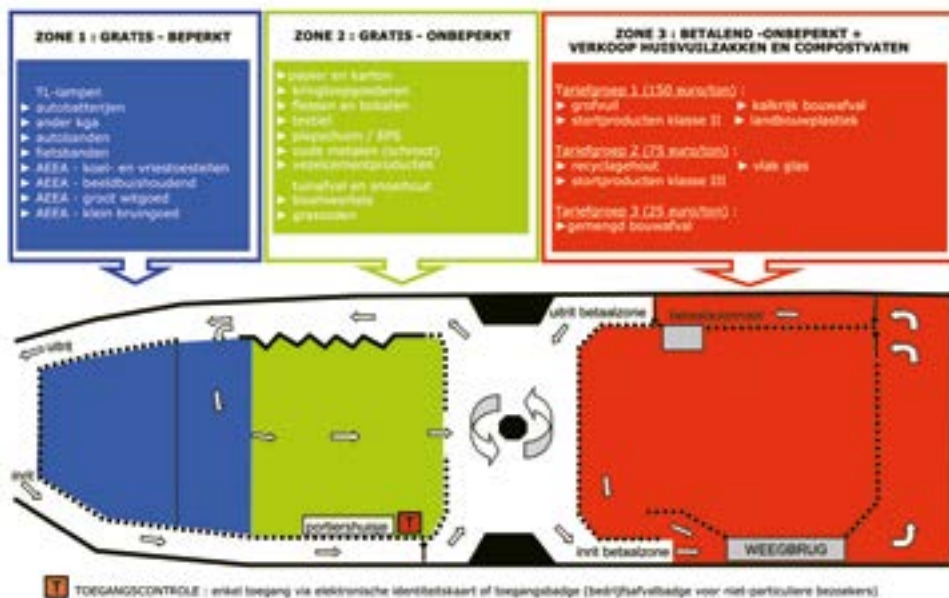 ZONE 1 : GRATIS - BEPERKT
TL-lampen
► autobatterijen
► ander kga
► autobanden
► fietsbanden
► AEEA - koel- en vriestoestellen
► AEEA - beeldbuishoudend
► AEEA - groot witgoed
► AEEA - klein bruingoed
ZONE 2 : GRATIS - ONBEPERKT
► papier en karton
► kringloopgoederen
► flessen en bokalen
► textiel
► piepschuim / EPS
► oude metalen (schroot)
► vezelcementproducten
tuinafval en snoeihout
► boomwortels
► graszoden
ZONE 3 : BETALEND -ONBEPERKT +
VERKOOP HUISVUILZAKKEN EN COMPOSTVATEN
Tariefgroep 1 (150 euro/ton) :
► grofvuil ► kalkrijk bouwafval
► stortproducten klasse II ► landbouwplastiek
Tariefgroep 2 (75 euro/ton) :
► recyclagehout ► vlak glas
► stortproducten klasse III
Tariefgroep 3 (25 euro/ton) :
► gemengd bouwafval
uitrit betaalzone
uitrit
inrit
portiershuisje T
inrit betaalzone
WEEGBRUG
T TOEGANGSCONTROLE : enkel toegang via elektronische identiteitskaart of toegangsbadge (bedrijfsafvalbadge voor niet-particuliere bezoekers)